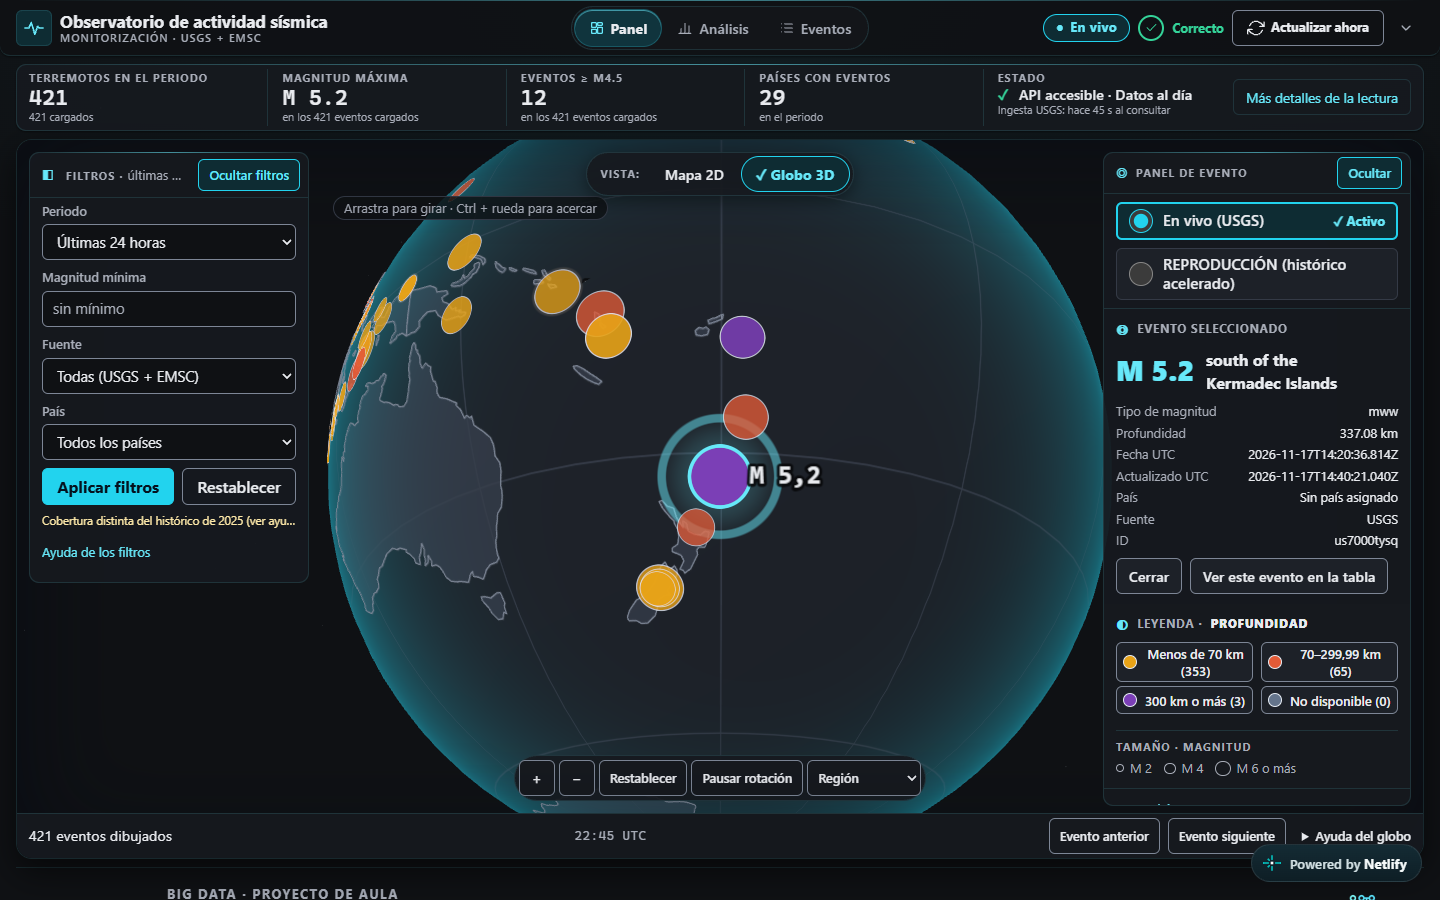 Observatorio de actividad sísmica
MONITORIZACIÓN · USGS + EMSC
Panel
Análisis
Eventos
En vivo
Correcto
Actualizar ahora
TERREMOTOS EN EL PERIODO
421
421 cargados
MAGNITUD MÁXIMA
M 5.2
en los 421 eventos cargados
EVENTOS ≥ M4.5
12
en los 421 eventos cargados
PAÍSES CON EVENTOS
29
en el periodo
ESTADO
✓ API accesible · Datos al día
Ingesta USGS: hace 45 s al consultar
Más detalles de la lectura
FILTROS · últimas ...
Ocultar filtros
Periodo
Últimas 24 horas
Magnitud mínima
sin mínimo
Fuente
Todas (USGS + EMSC)
País
Todos los países
Aplicar filtros
Restablecer
Cobertura distinta del histórico de 2025 (ver ayu...
Ayuda de los filtros
VISTA:
Mapa 2D
✓ Globo 3D
Arrastra para girar · Ctrl + rueda para acercar
M 5,2
+
−
Restablecer
Pausar rotación
Región
PANEL DE EVENTO
Ocultar
En vivo (USGS)
✓ Activo
REPRODUCCIÓN (histórico
acelerado)
EVENTO SELECCIONADO
M 5.2
south of the
Kermadec Islands
Tipo de magnitud
mww
Profundidad
337.08 km
Fecha UTC
2026-11-17T14:20:36.814Z
Actualizado UTC
2026-11-17T14:40:21.040Z
País
Sin país asignado
Fuente
USGS
ID
us7000tysq
Cerrar
Ver este evento en la tabla
LEYENDA · PROFUNDIDAD
Menos de 70 km
(353)
70–299,99 km
(65)
300 km o más (3)
No disponible (0)
TAMAÑO · MAGNITUD
M 2
M 4
M 6 o más
421 eventos dibujados
22:45 UTC
Evento anterior
Evento siguiente
Ayuda del globo
Powered by Netlify
BIG DATA · PROYECTO DE AULA